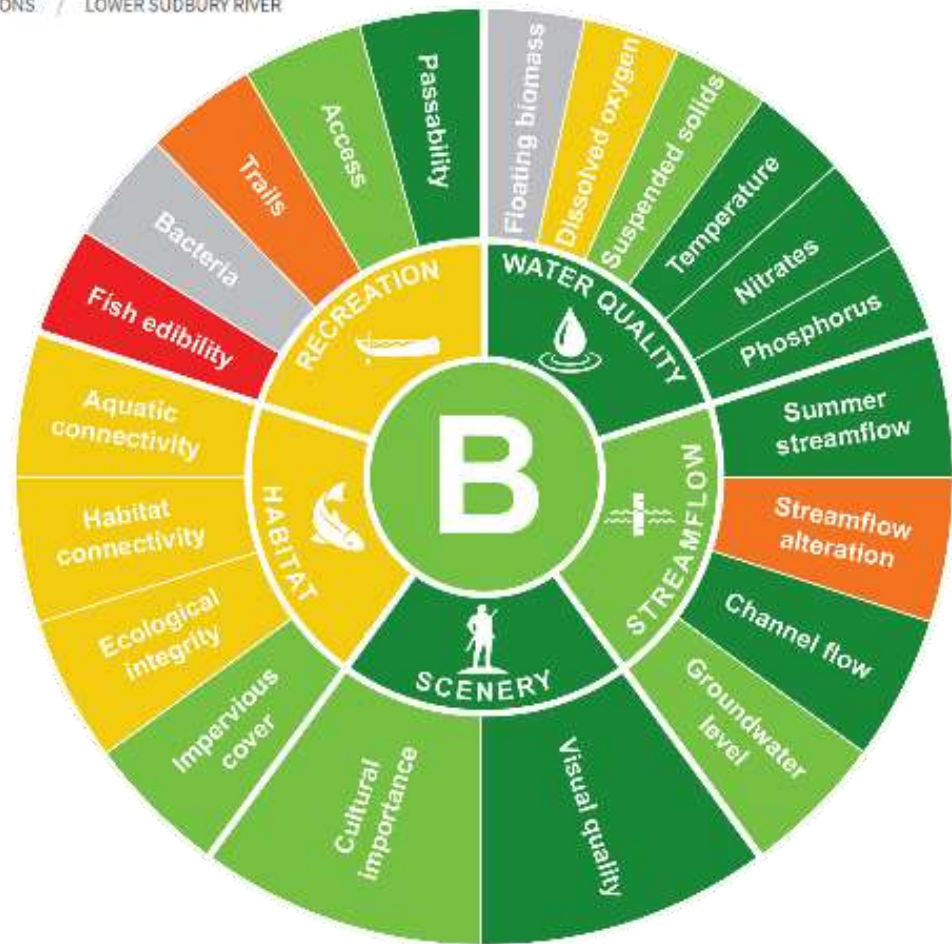 ONS / LOWER SUDBURY RIVER
Passability
Access
Trails
Bacteria
Fish edibility
RECREATION
Floating biomass
Dissolved oxygen
Suspended solids
Temperature
Nitrates
Phosphorus
WATER QUALITY
Aquatic
connectivity
Habitat
connectivity
Ecological
integrity
Impervious
cover
HABITAT
B
Summer
streamflow
Streamflow
alteration
Channel flow
Groundwater
level
STREAMFLOW
SCENERY
Cultural
importance
Visual quality